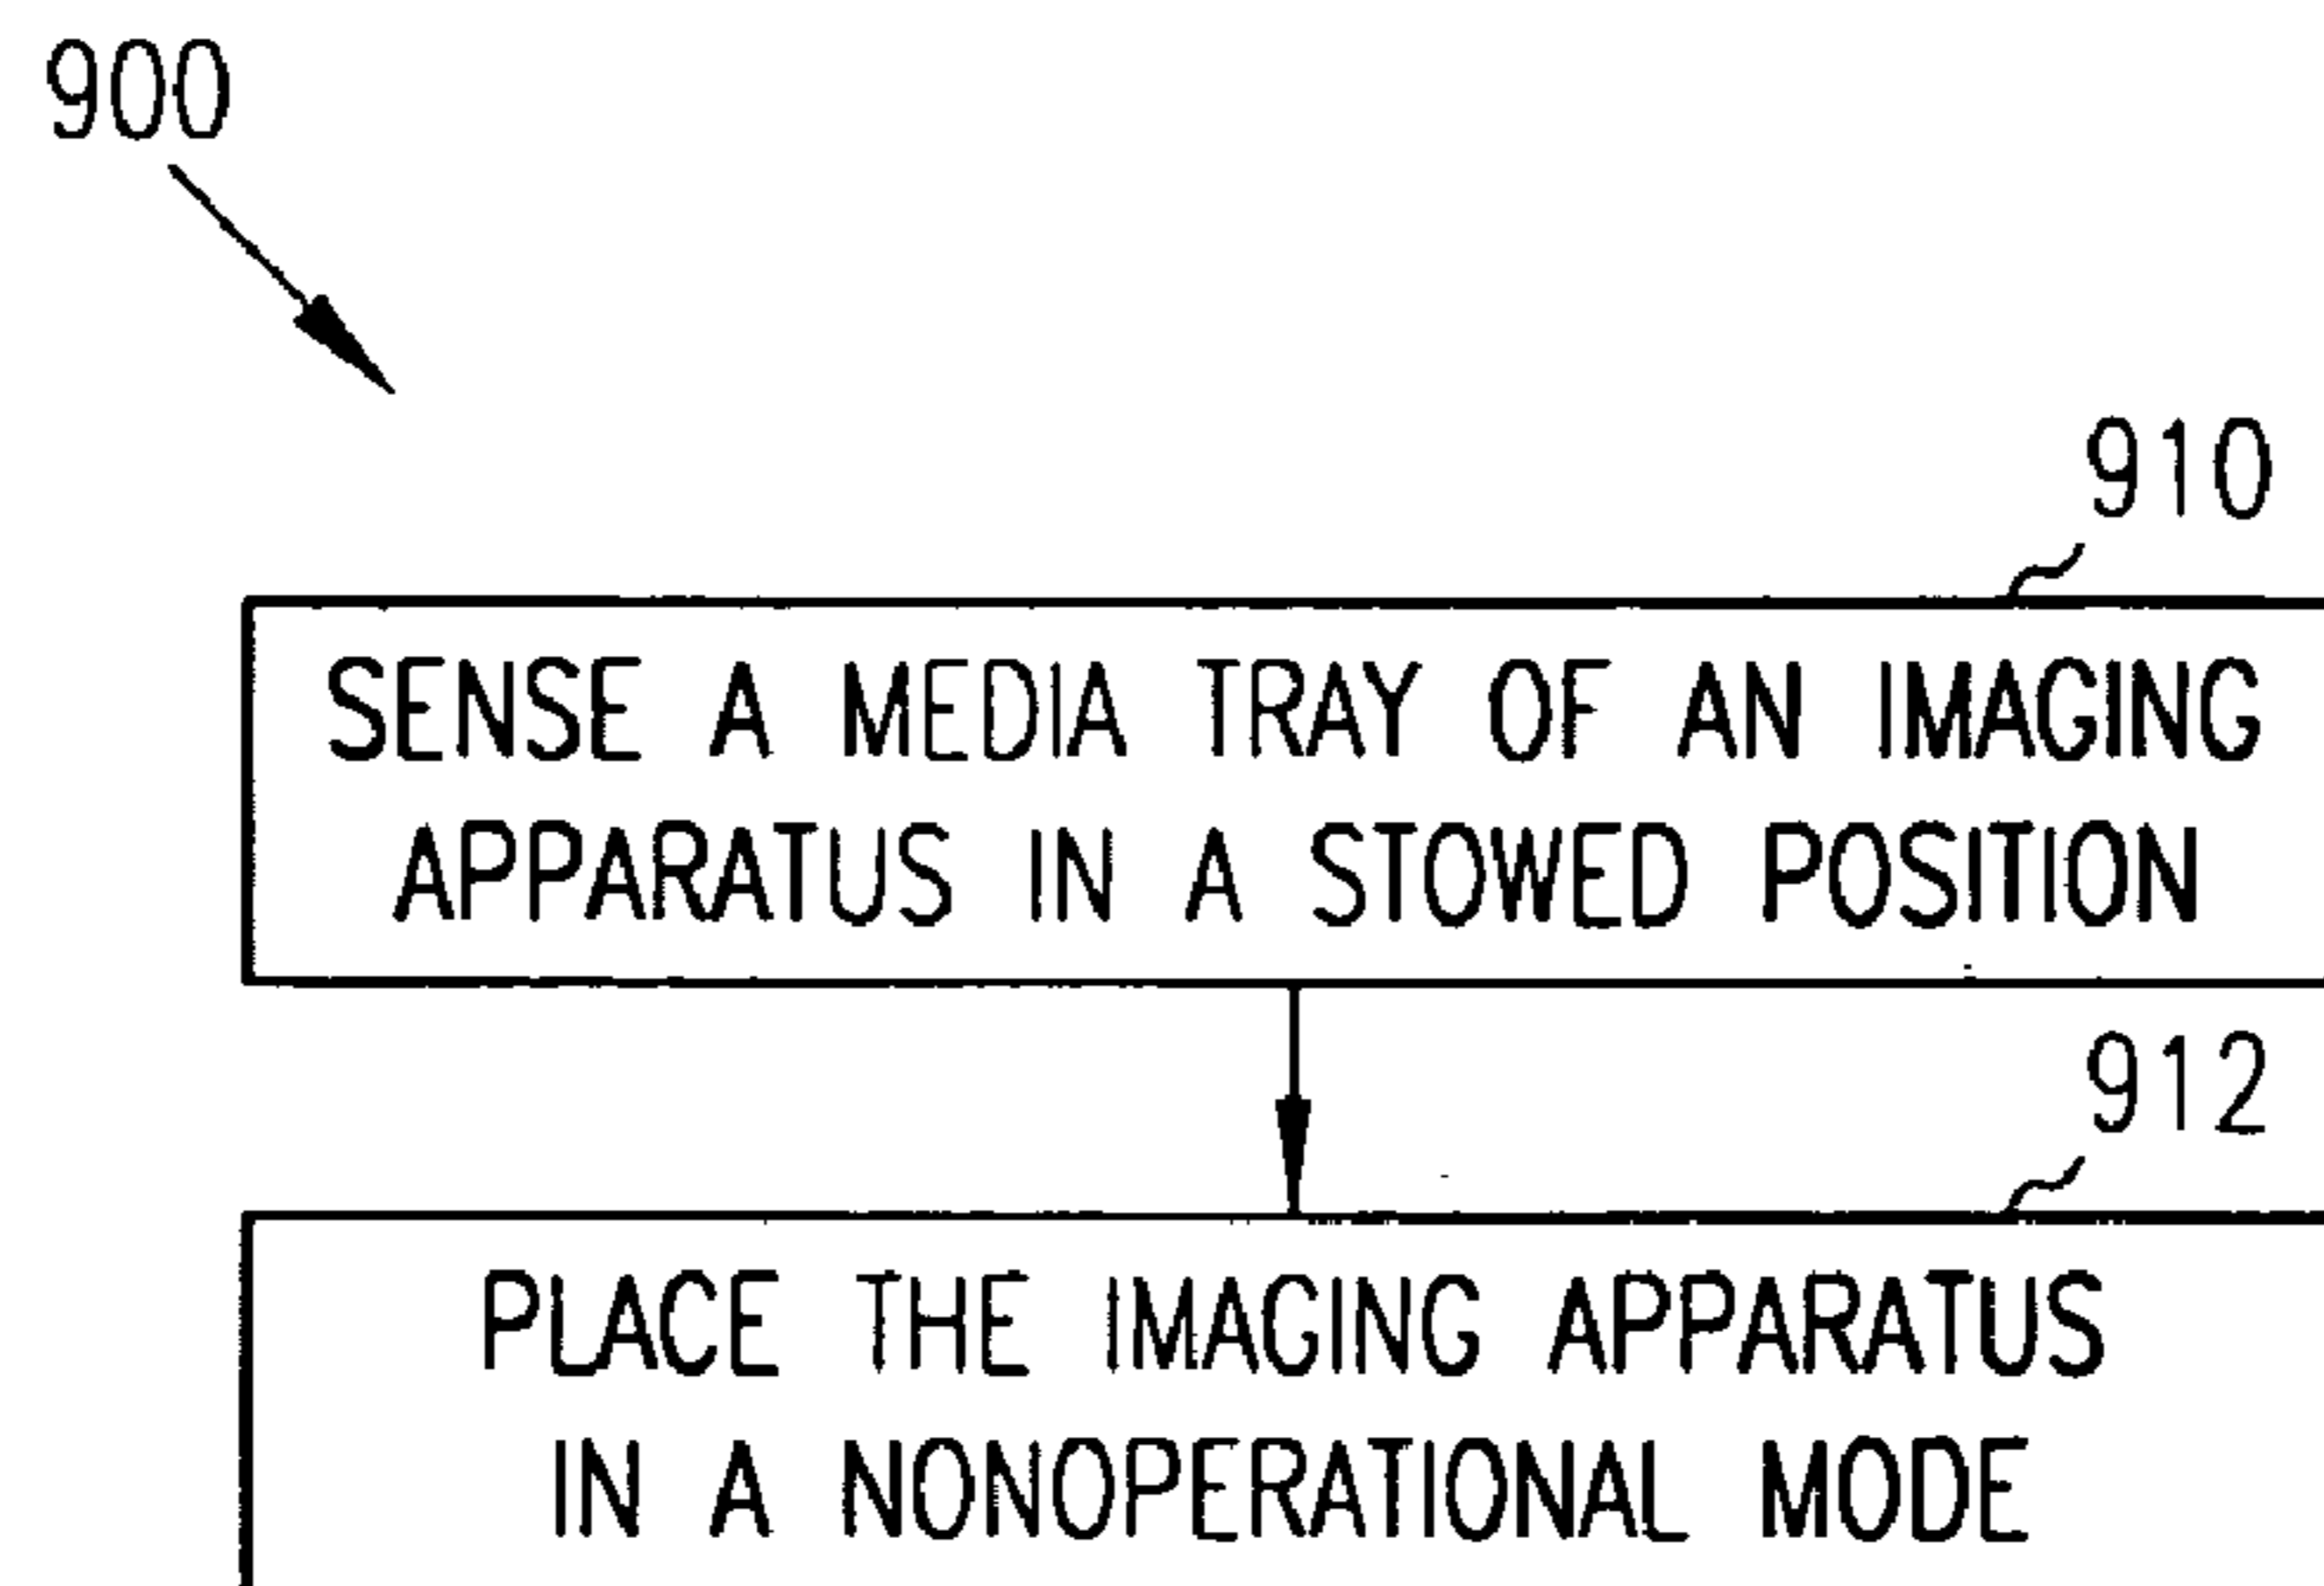 900
910
SENSE A MEDIA TRAY OF AN IMAGING
APPARATUS IN A STOWED POSITION
912
PLACE THE IMAGING APPARATUS
IN A NONOPERATIONAL MODE